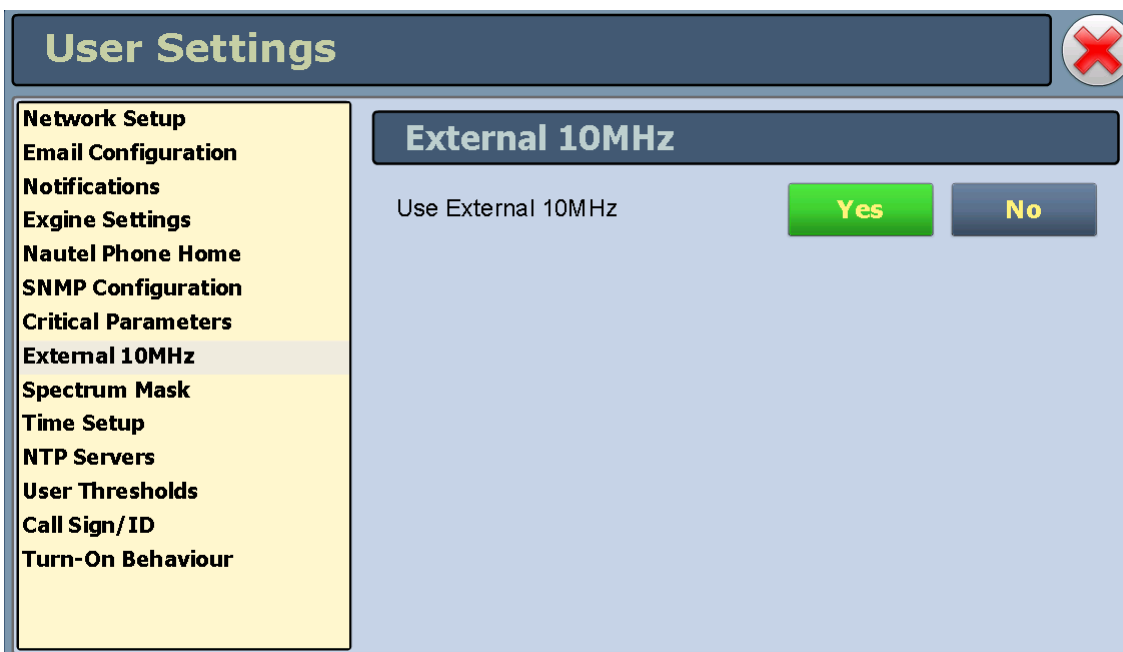 User Settings
Network Setup
Email Configuration
Notifications
Exgine Settings
Nautel Phone Home
SNMP Configuration
Critical Parameters
External 10MHz
Spectrum Mask
Time Setup
NTP Servers
User Thresholds
Call Sign/ID
Turn-On Behaviour
External 10MHz
Use External 10MHz Yes No